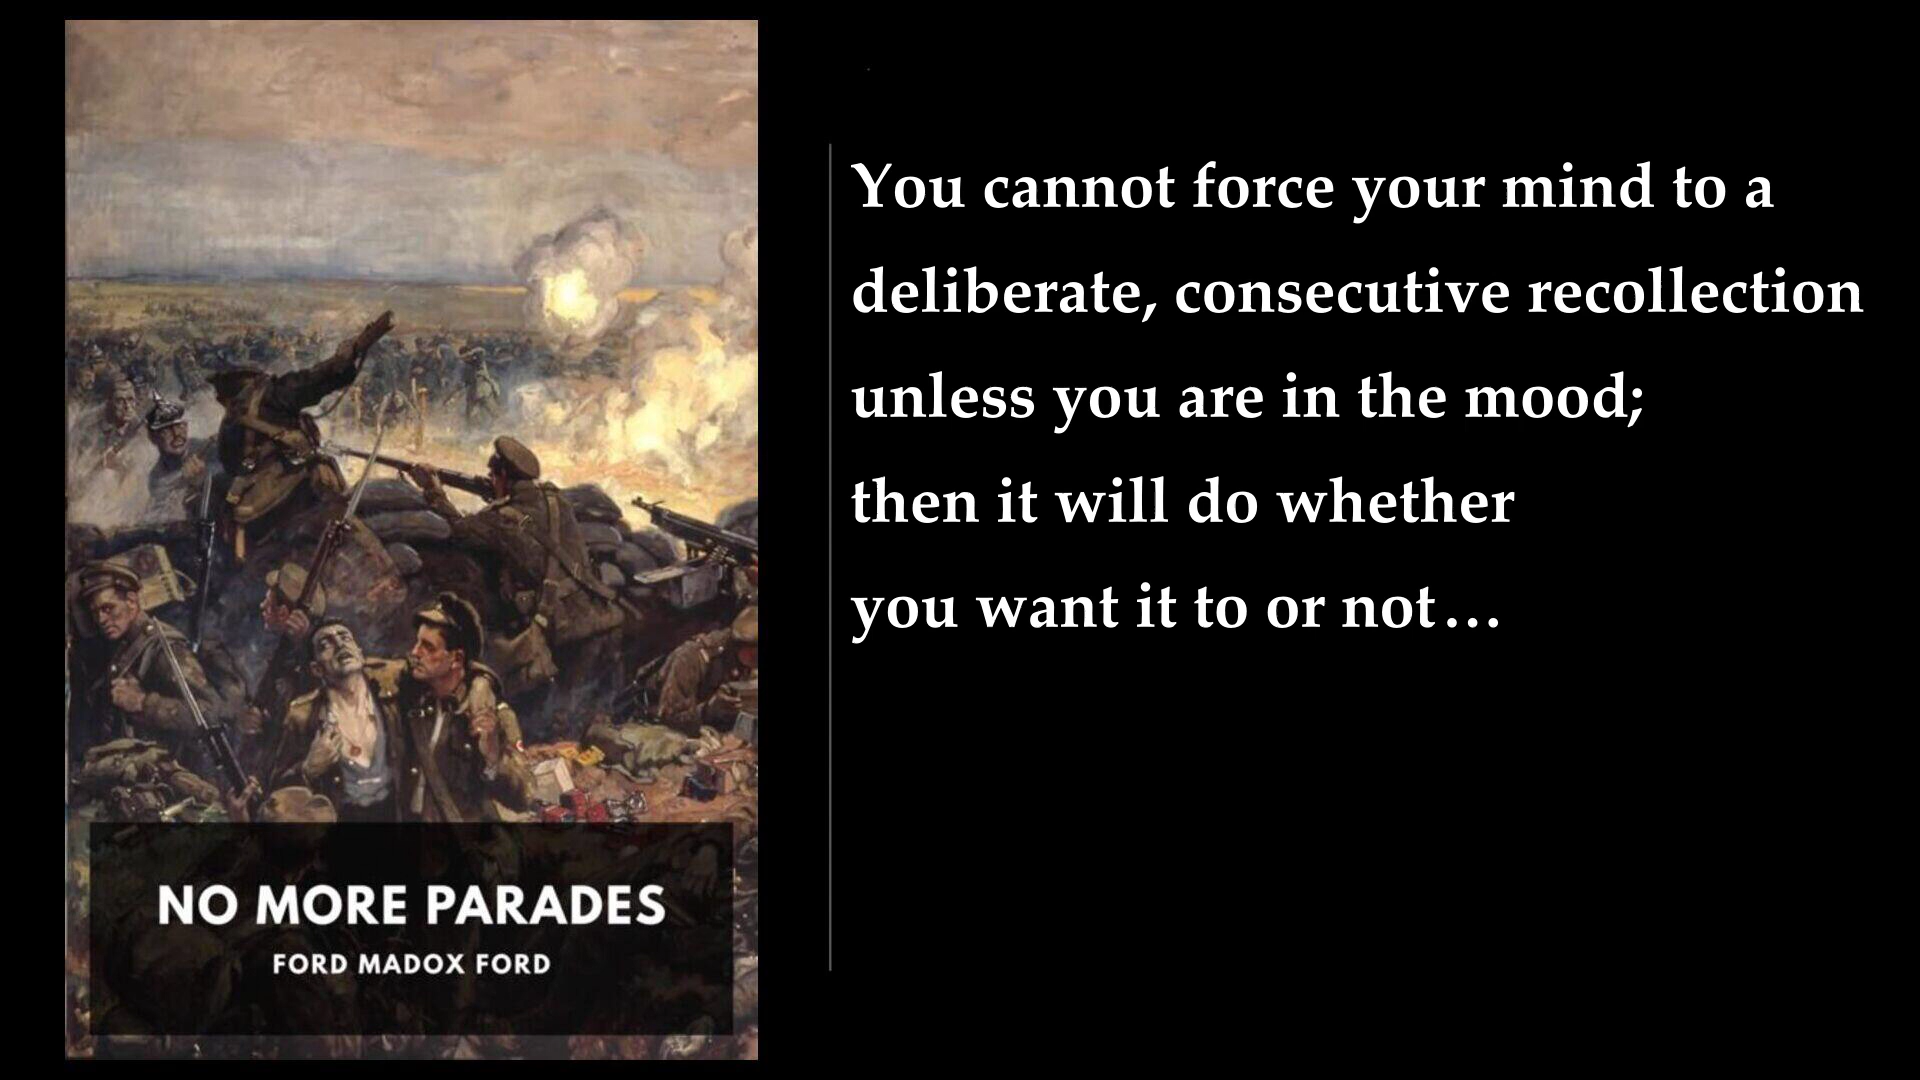 You cannot force your mind to a
deliberate, consecutive recollection
unless you are in the mood;
then it will do whether
you want it to or not…
NO MORE PARADES
FORD MADOX FORD